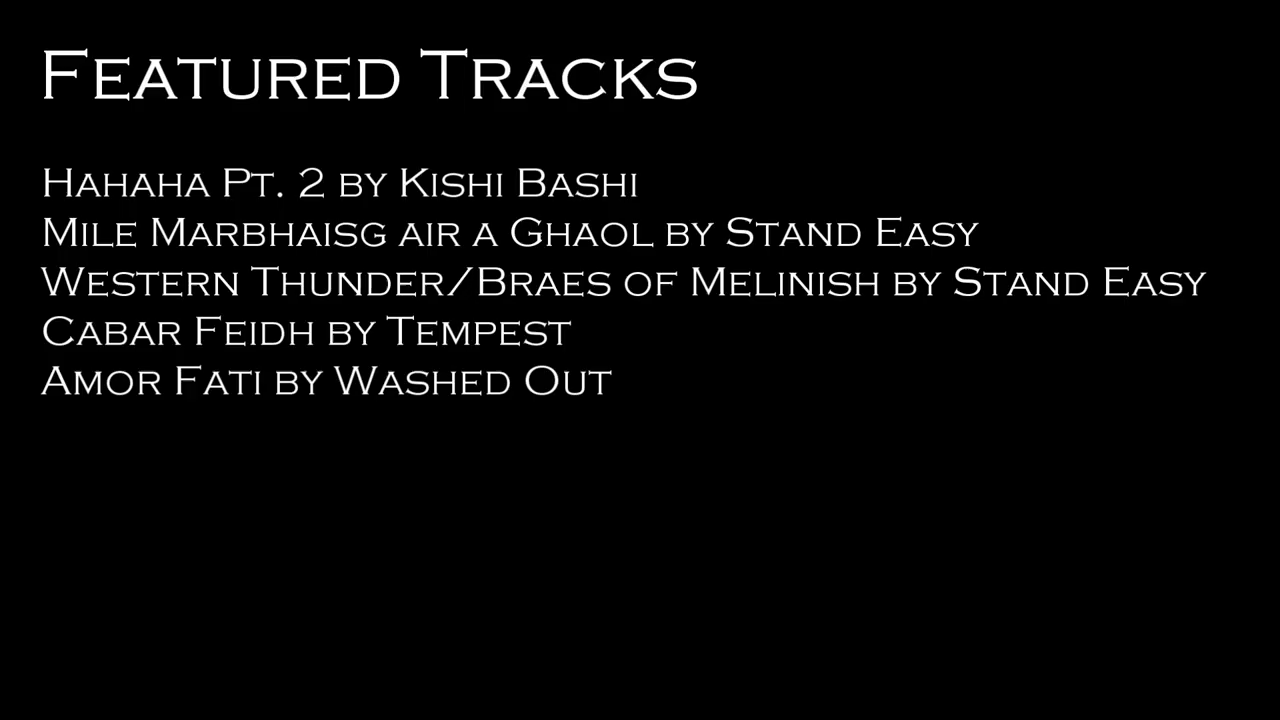 Featured Tracks
Hahaha Pt. 2 by Kishi Bashi
Mile Marbhaisg air a Ghaol by Stand Easy
Western Thunder/Braes of Melinish by Stand Easy
Cabar Feidh by Tempest
Amor Fati by Washed Out